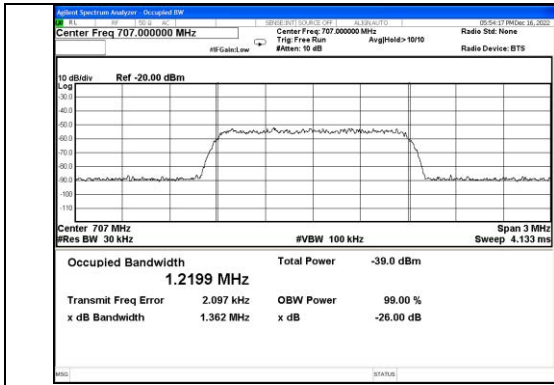 Agilent Spectrum Analyzer - Occupied BW
RL RF 50 Ω AC SENSE:INT SOURCE OFF ALIGNAUTO 05:54:17 PM Dec 16, 2022
Center Freq 707.000000 MHz Center Freq: 707.000000 MHz Radio Std: None
Trig: Free Run Avg|Hold:> 10/10
#IFGain:Low #Atten: 10 dB Radio Device: BTS
10 dB/div Ref -20.00 dBm
Log
-30.0
-40.0
-50.0
-60.0
-70.0
-80.0
-90.0
-100
-110
Center 707 MHz Span 3 MHz
#Res BW 30 kHz #VBW 100 kHz Sweep 4.133 ms
Occupied Bandwidth Total Power -39.0 dBm
1.2199 MHz
Transmit Freq Error 2.097 kHz OBW Power 99.00 %
x dB Bandwidth 1.362 MHz x dB -26.00 dB
MSG STATUS